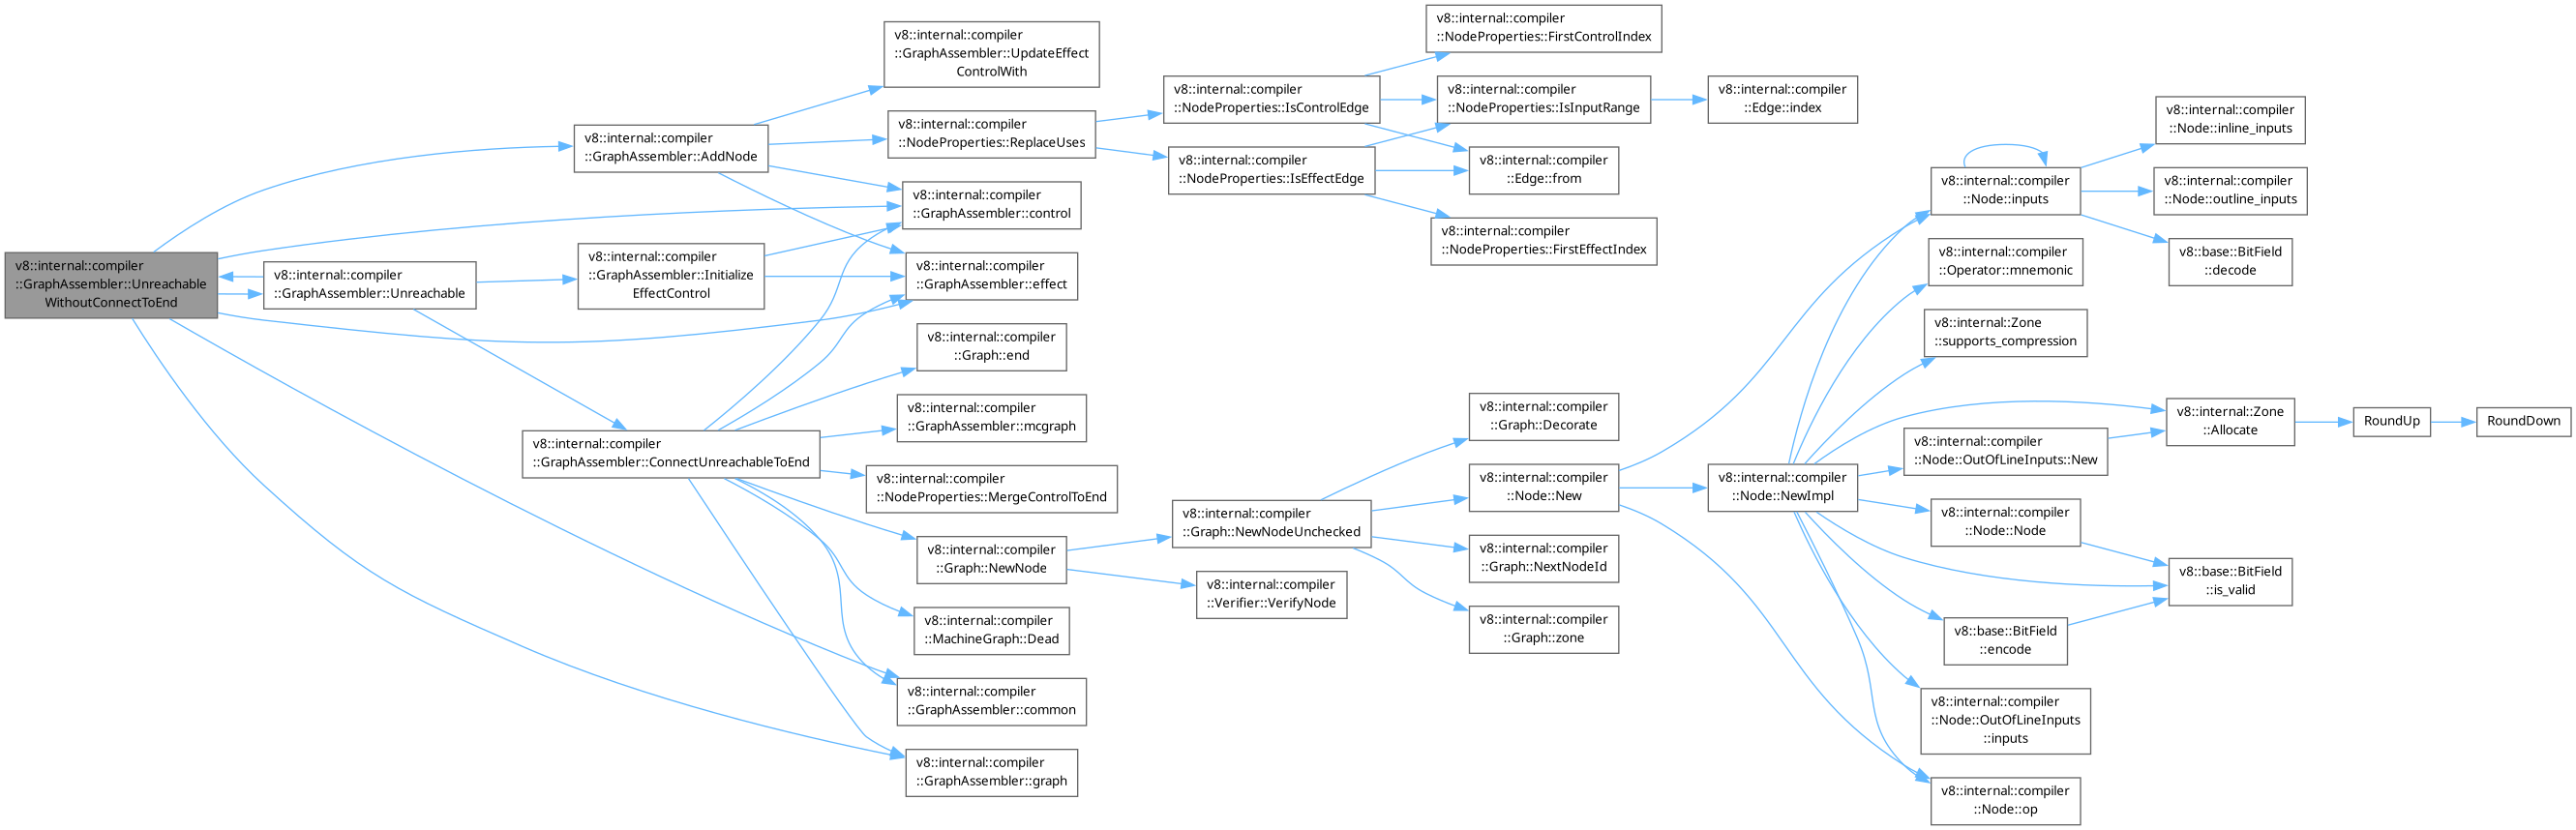 v8::internal::compiler
::GraphAssembler::Unreachable
WithoutConnectToEnd
v8::internal::compiler
::GraphAssembler::Unreachable
v8::internal::compiler
::GraphAssembler::AddNode
v8::internal::compiler
::GraphAssembler::Initialize
EffectControl
v8::internal::compiler
::GraphAssembler::ConnectUnreachableToEnd
v8::internal::compiler
::GraphAssembler::UpdateEffect
ControlWith
v8::internal::compiler
::NodeProperties::ReplaceUses
v8::internal::compiler
::GraphAssembler::control
v8::internal::compiler
::GraphAssembler::effect
v8::internal::compiler
::Graph::end
v8::internal::compiler
::GraphAssembler::mcgraph
v8::internal::compiler
::NodeProperties::MergeControlToEnd
v8::internal::compiler
::Graph::NewNode
v8::internal::compiler
::MachineGraph::Dead
v8::internal::compiler
::GraphAssembler::common
v8::internal::compiler
::GraphAssembler::graph
v8::internal::compiler
::NodeProperties::IsControlEdge
v8::internal::compiler
::NodeProperties::IsEffectEdge
v8::internal::compiler
::Graph::NewNodeUnchecked
v8::internal::compiler
::Verifier::VerifyNode
v8::internal::compiler
::NodeProperties::FirstControlIndex
v8::internal::compiler
::NodeProperties::IsInputRange
v8::internal::compiler
::Edge::from
v8::internal::compiler
::NodeProperties::FirstEffectIndex
v8::internal::compiler
::Graph::Decorate
v8::internal::compiler
::Node::New
v8::internal::compiler
::Graph::NextNodeId
v8::internal::compiler
::Graph::zone
v8::internal::compiler
::Edge::index
v8::internal::compiler
::Node::NewImpl
v8::internal::compiler
::Node::inputs
v8::internal::compiler
::Operator::mnemonic
v8::internal::Zone
::supports_compression
v8::internal::compiler
::Node::OutOfLineInputs::New
v8::internal::compiler
::Node::Node
v8::base::BitField
::encode
v8::internal::compiler
::Node::OutOfLineInputs
::inputs
v8::internal::compiler
::Node::op
v8::internal::compiler
::Node::inline_inputs
v8::internal::compiler
::Node::outline_inputs
v8::base::BitField
::decode
v8::internal::Zone
::Allocate
v8::base::BitField
::is_valid
RoundUp
RoundDown